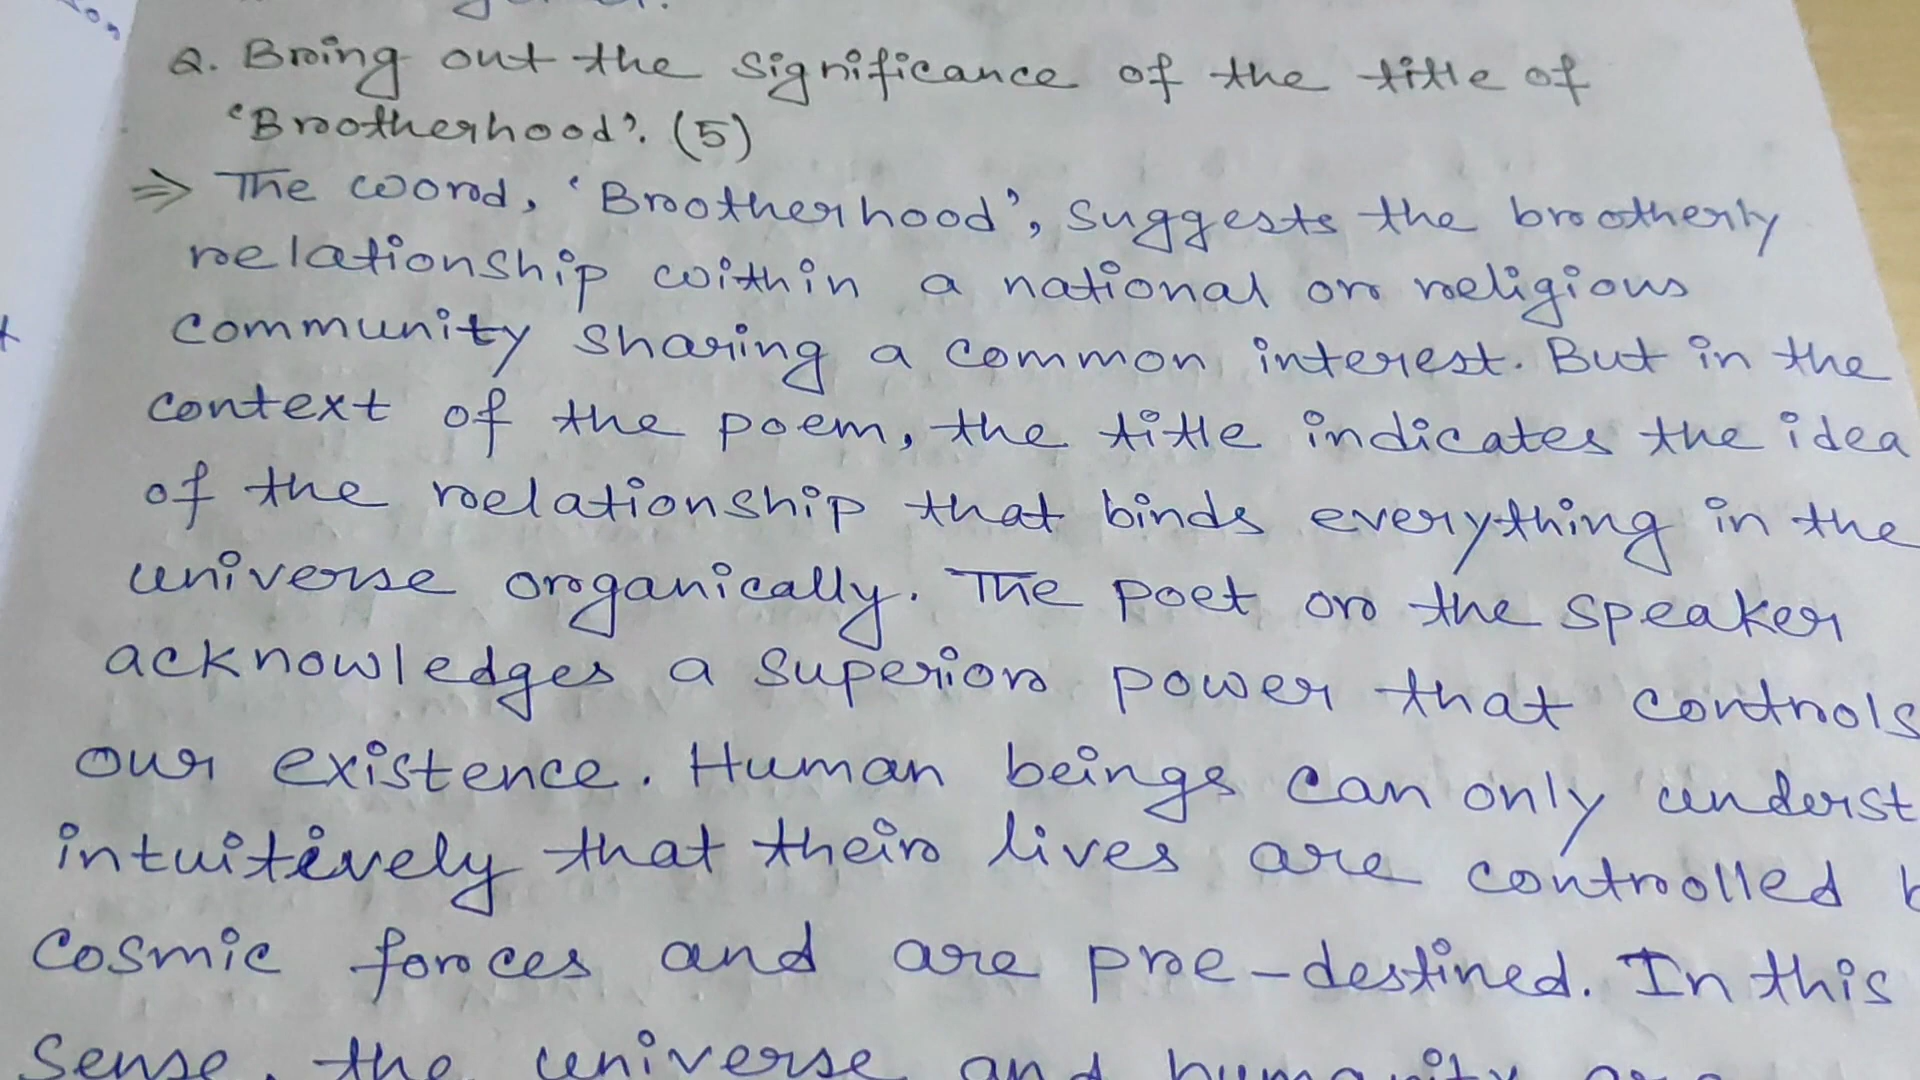 Q. Bring out the significance of the title of
'Brotherhood'. (5)
⇒ The word, 'Brotherhood', suggests the brotherly
relationship within a national or religious
community sharing a common interest. But in the
context of the poem, the title indicates the idea
of the relationship that binds everything in the
universe organically. The poet or the speaker
acknowledges a superior power that controls
our existence. Human beings can only underst
intuitively that their lives are controlled b
cosmic forces and are pre-destined. In this
sense, the universe and humanity